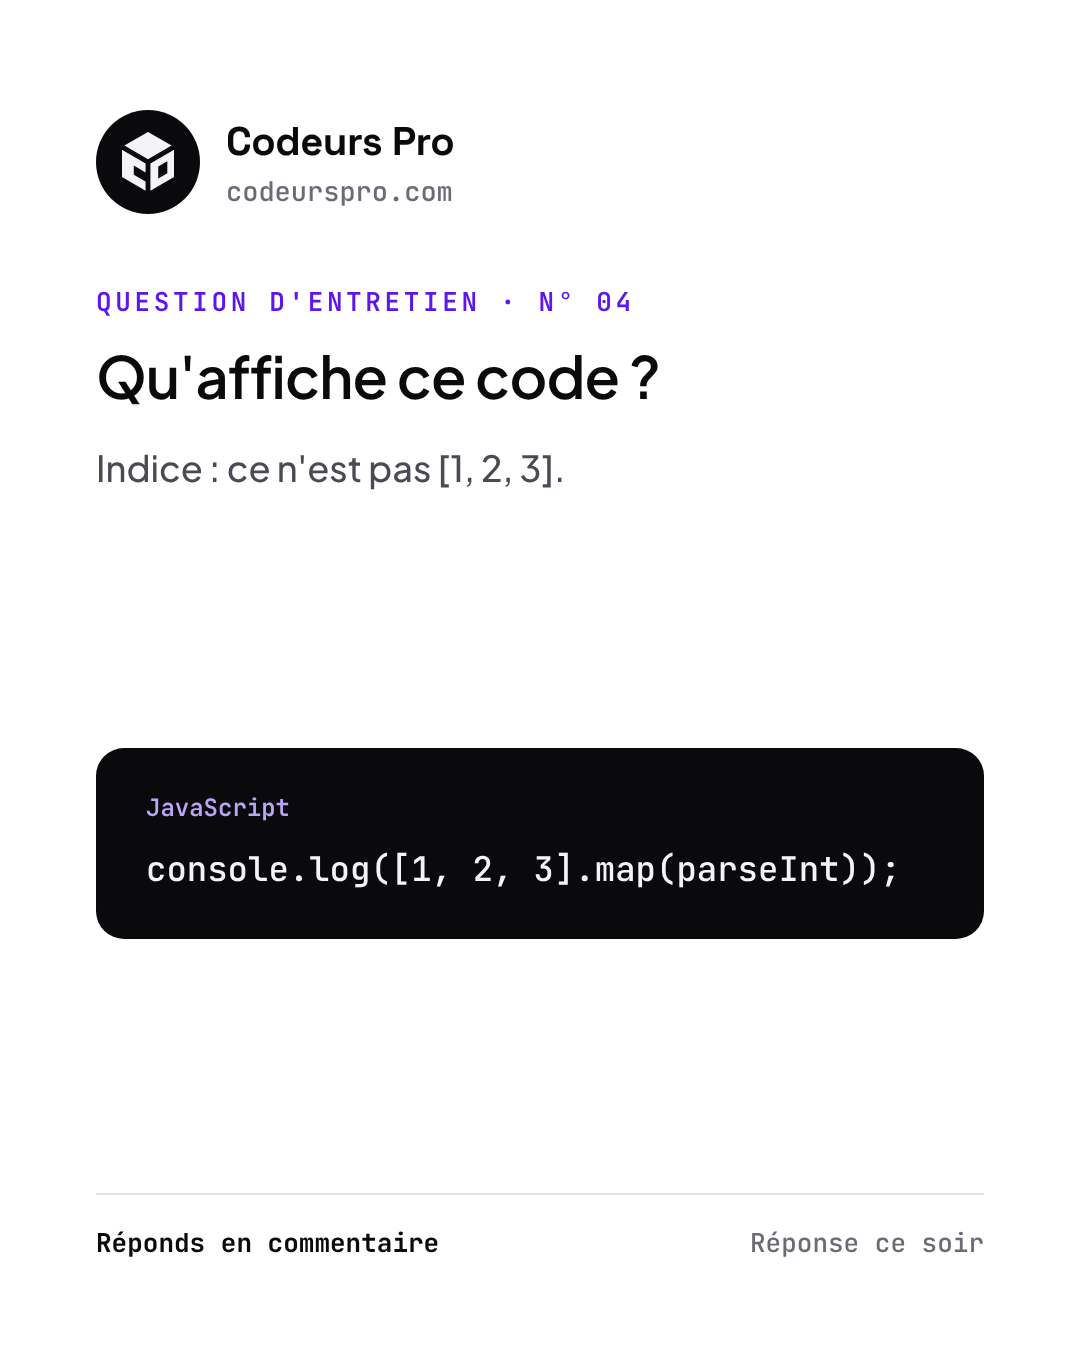 Codeurs Pro
codeurspro.com
QUESTION D'ENTRETIEN · N° 04
Qu'affiche ce code ?
Indice : ce n'est pas [1, 2, 3].
JavaScript
console.log([1, 2, 3].map(parseInt));
Réponds en commentaire
Réponse ce soir